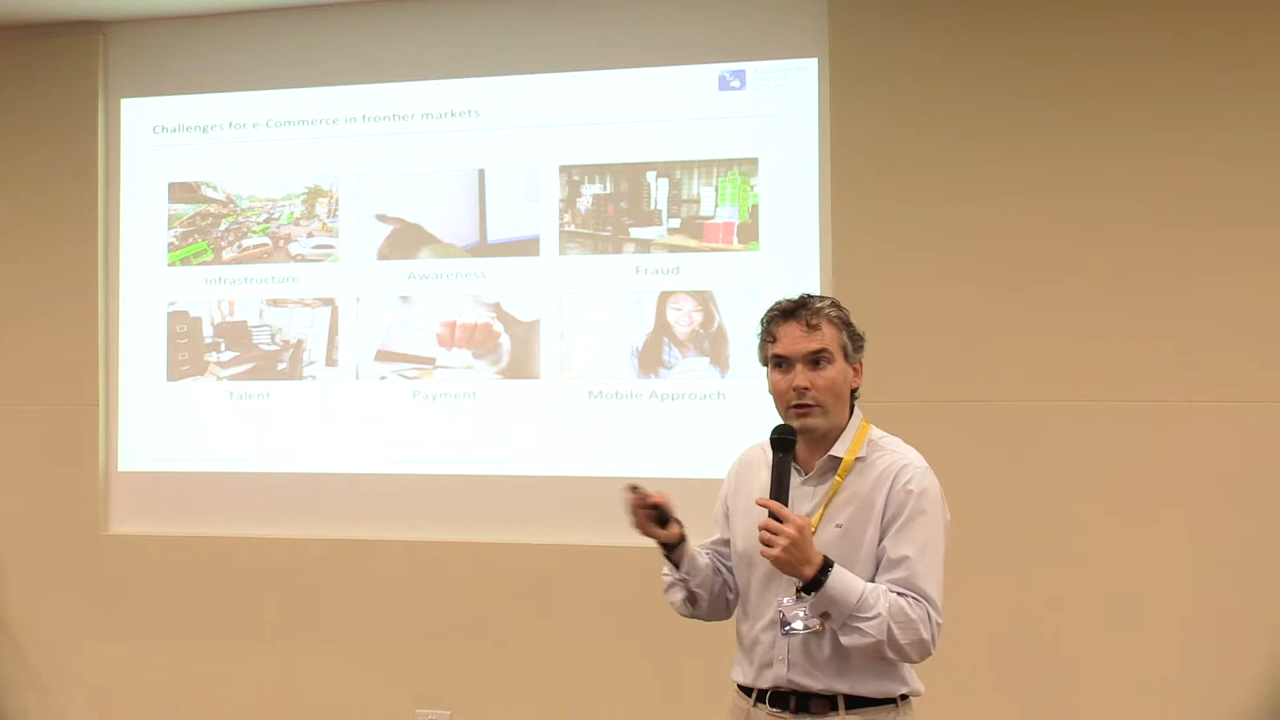 Challenges for e-Commerce in frontier markets
Infrastructure
Awareness
Fraud
Talent
Payment
Mobile Approach